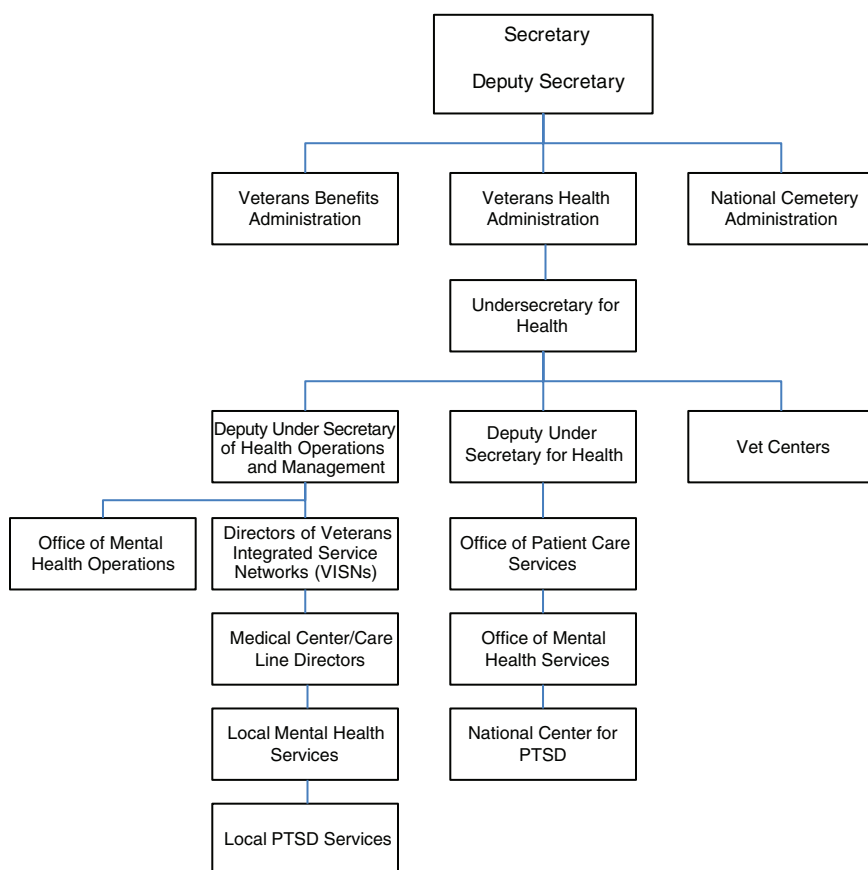 Secretary
Deputy Secretary
Veterans Benefits
Administration
Veterans Health
Administration
National Cemetery
Administration
Undersecretary for
Health
Deputy Under Secretary
of Health Operations
and Management
Deputy Under
Secretary for Health
Vet Centers
Office of Mental
Health Operations
Directors of Veterans
Integrated Service
Networks (VISNs)
Office of Patient Care
Services
Medical Center/Care
Line Directors
Office of Mental
Health Services
Local Mental Health
Services
National Center for
PTSD
Local PTSD Services